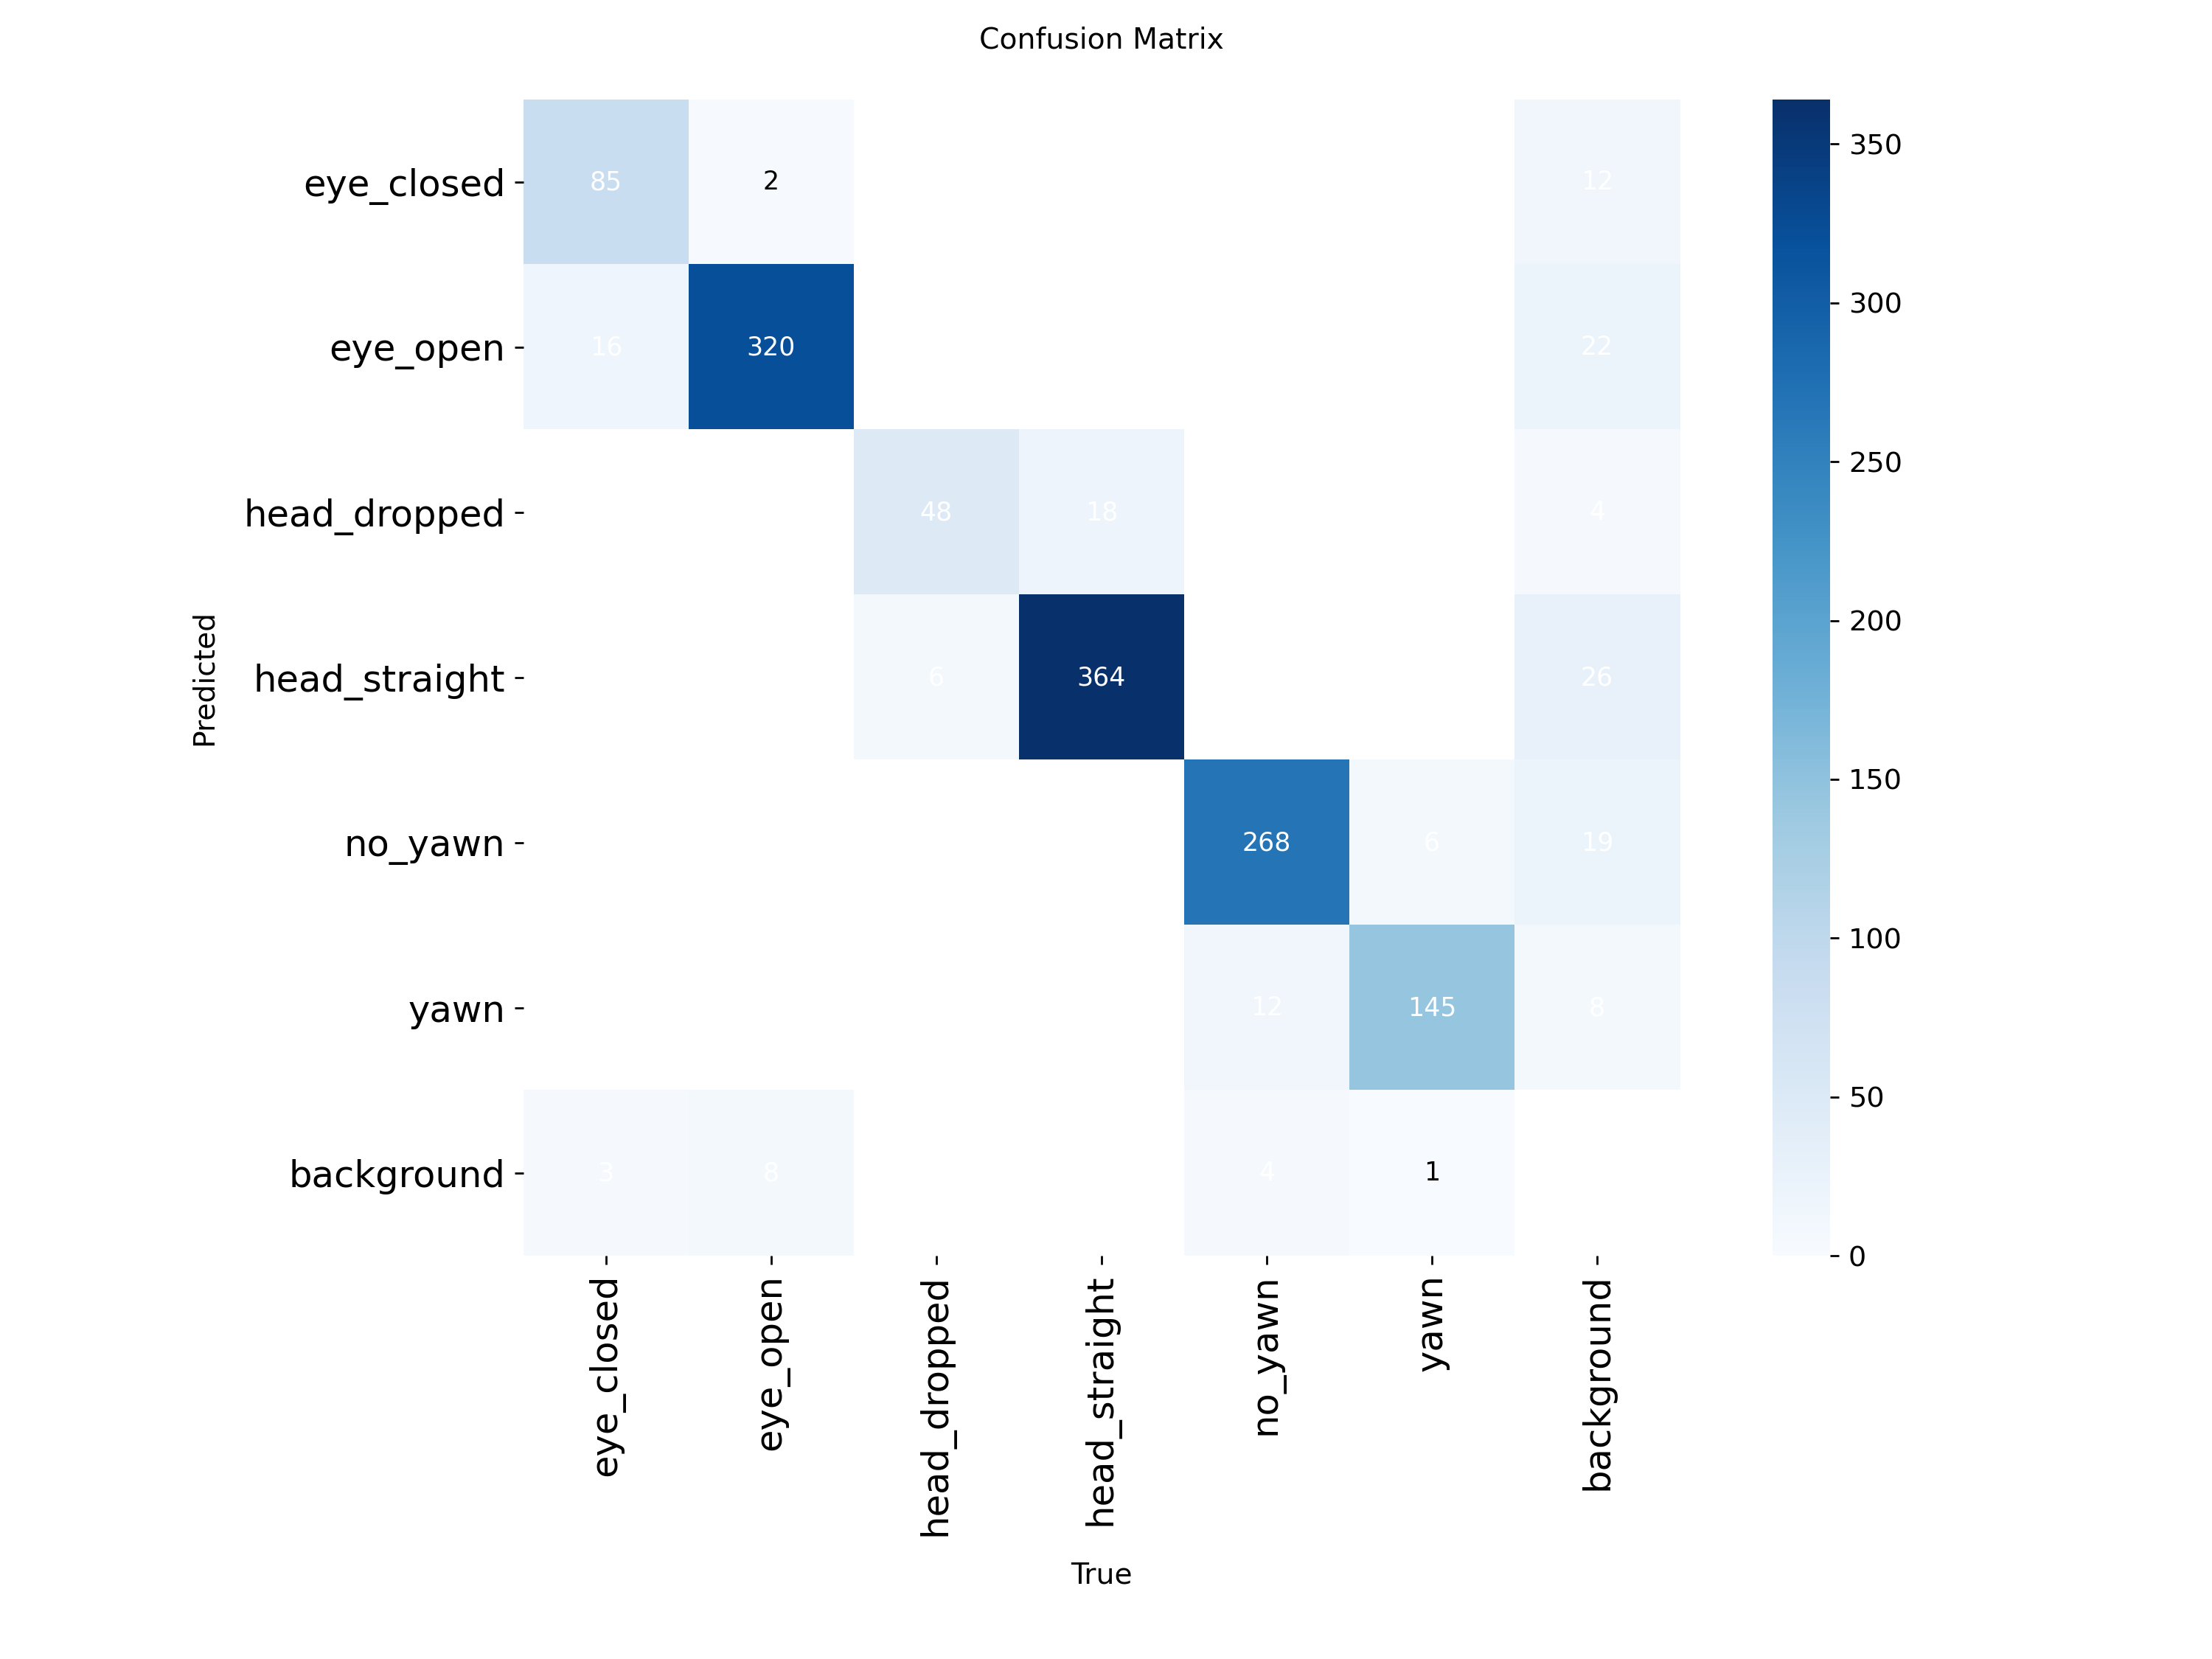 Confusion Matrix
eye_closed 85 2 12 350
eye_open 16 320 22 300
250
head_dropped 48 18 4
200
head_straight 6 364 26
Predicted
150
no_yawn 268 6 19
100
yawn 12 145 8
50
background 3 8 4 1
0
eye_closed eye_open head_dropped head_straight no_yawn yawn background
True